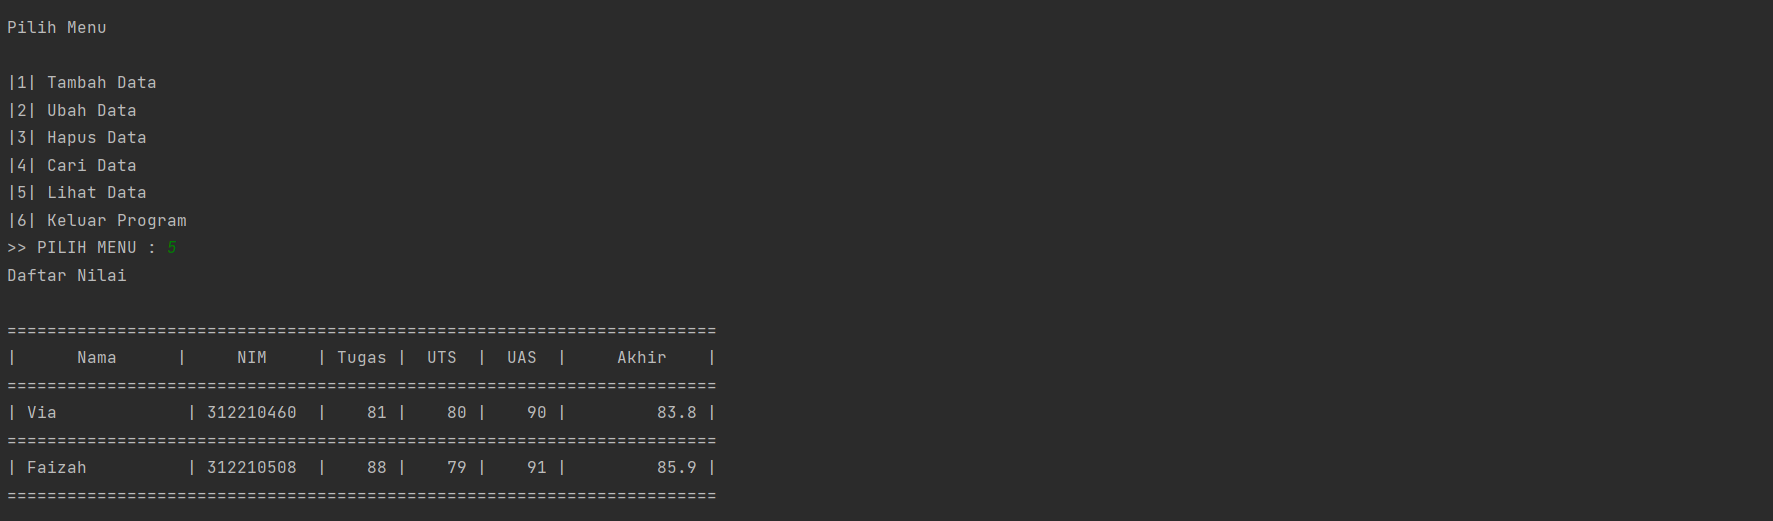 Pilih Menu
|1| Tambah Data
|2| Ubah Data
|3| Hapus Data
|4| Cari Data
|5| Lihat Data
|6| Keluar Program
>> PILIH MENU : 5
Daftar Nilai
=======================================================================
|      Nama      |     NIM     | Tugas |  UTS  |  UAS  |     Akhir    |
=======================================================================
| Via             | 312210460  |    81 |    80 |    90 |         83.8 |
=======================================================================
| Faizah          | 312210508  |    88 |    79 |    91 |         85.9 |
=======================================================================